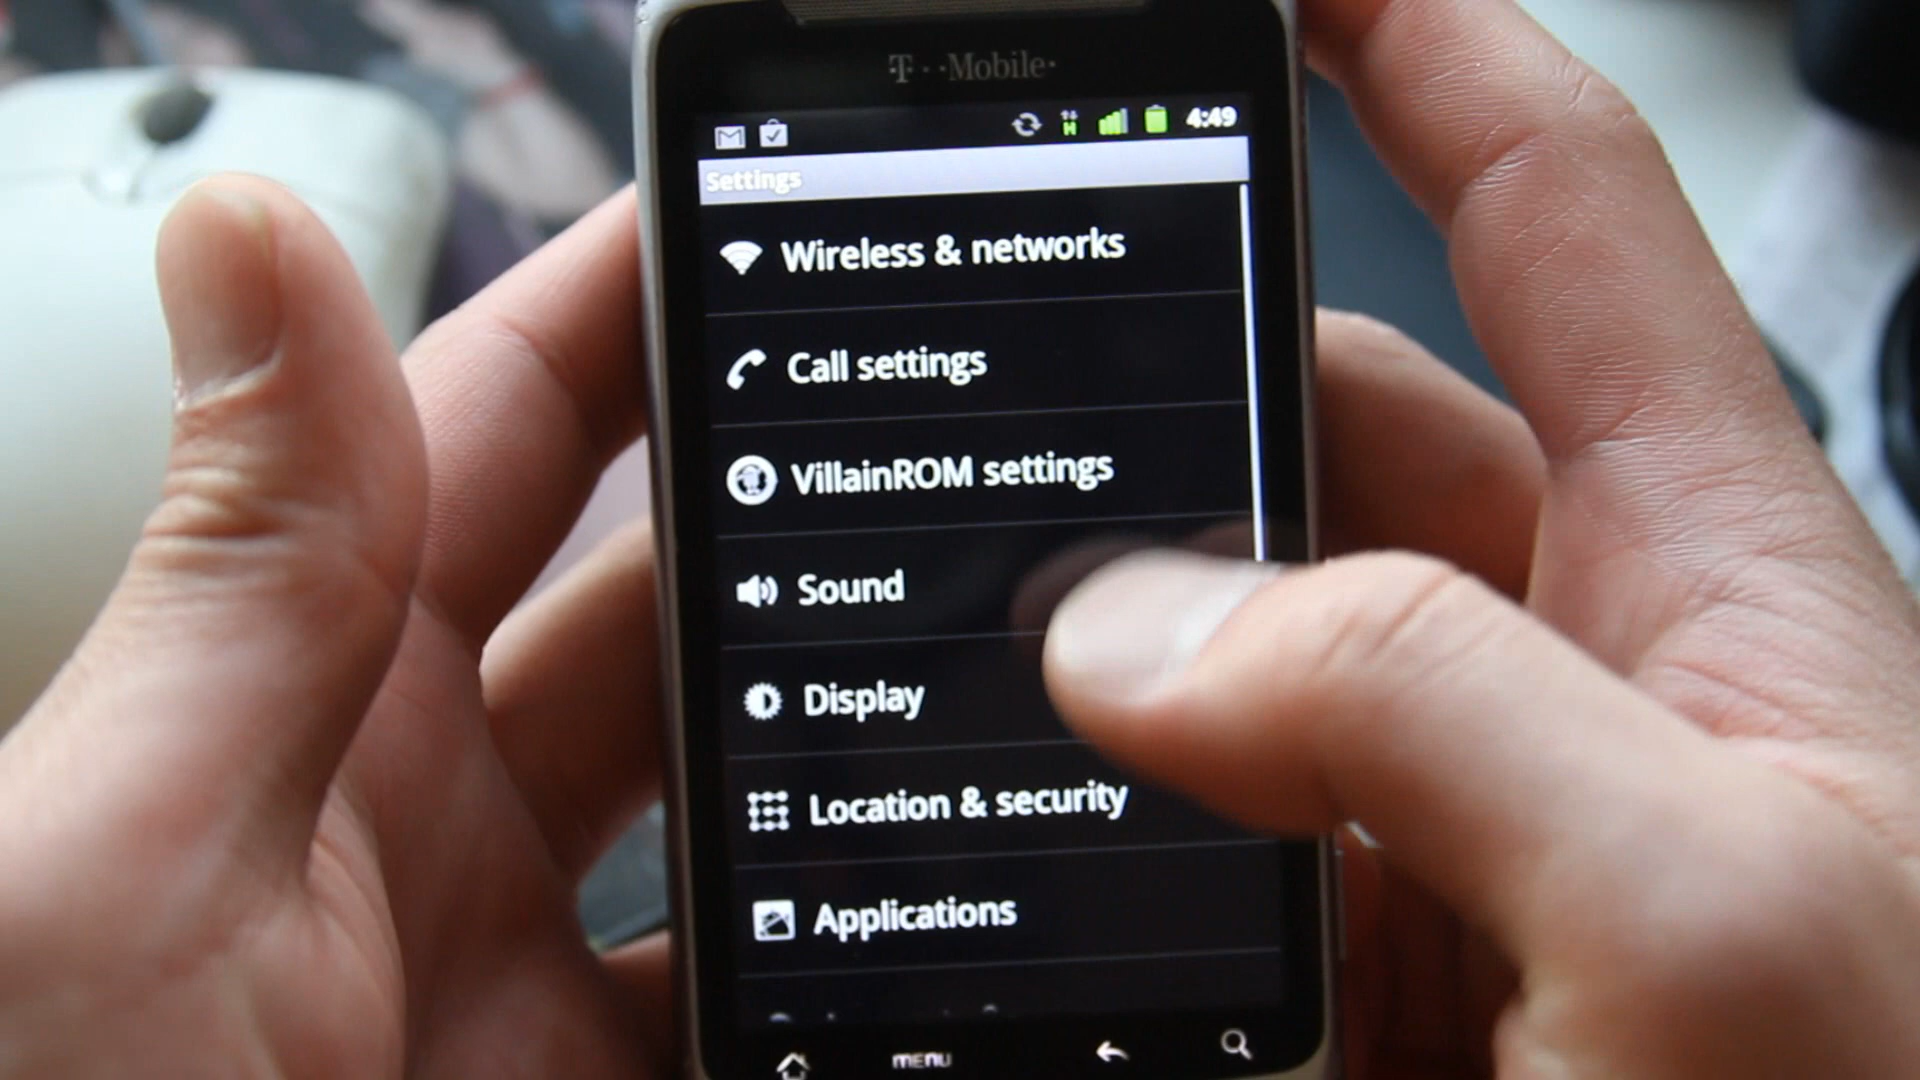 T··Mobile·
H 4:49
Settings
Wireless & networks
Call settings
VillainROM settings
Sound
Display
Location & security
Applications
MENU